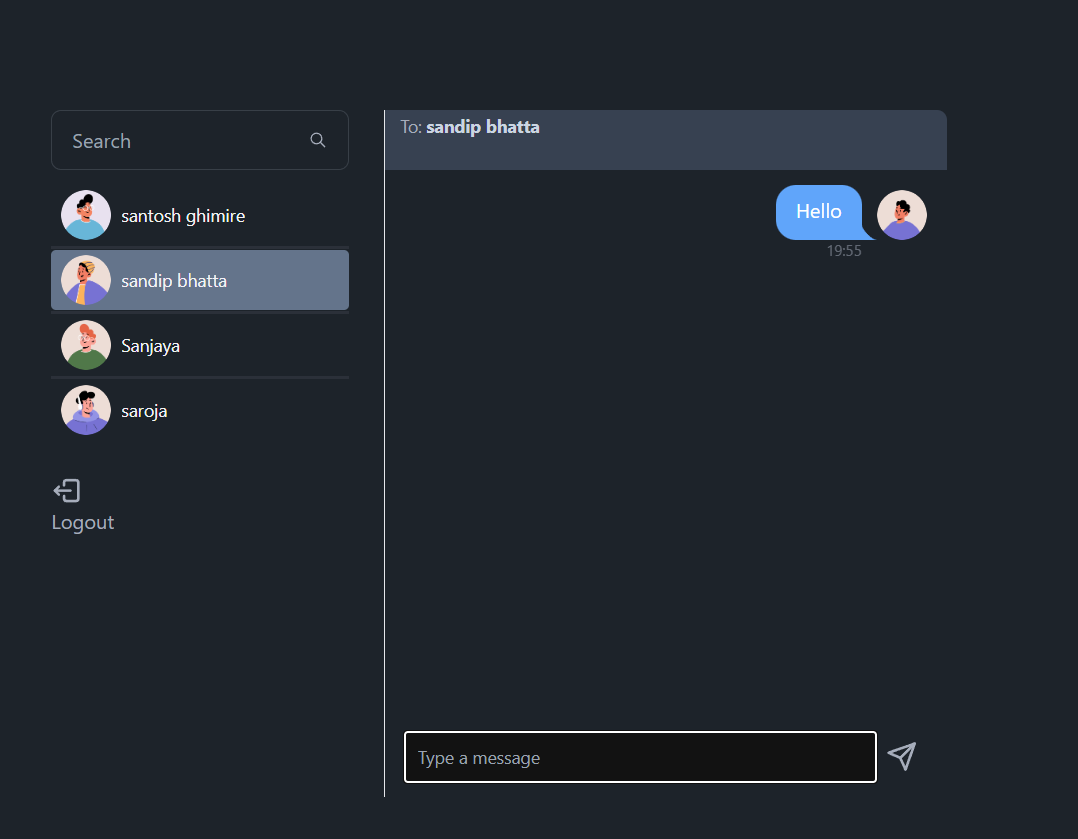 Search
santosh ghimire
sandip bhatta
Sanjaya
saroja
Logout
To: sandip bhatta
Hello
19:55
Type a message